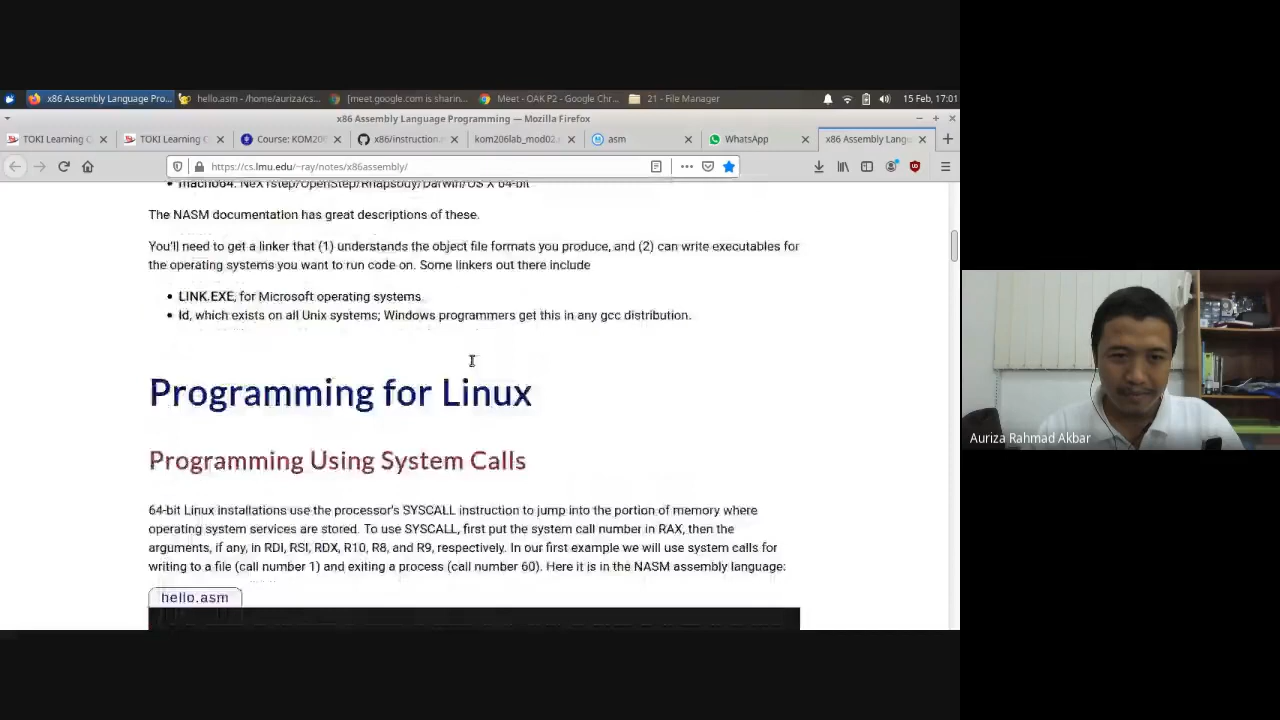 x86 Assembly Language Pro...
hello.asm - /home/auriza/cs...
[meet.google.com is sharin...
Meet - OAK P2 - Google Chr...
21 - File Manager
15 Feb, 17:01
x86 Assembly Language Programming — Mozilla Firefox
TOKI Learning C
TOKI Learning C
Course: KOM20
x86/instruction.
kom206lab_mod02.
asm
WhatsApp
x86 Assembly Lang
https://cs.lmu.edu/~ray/notes/x86assembly/
macho64: NeXTstep/OpenStep/Rhapsody/Darwin/OS X 64-bit
The NASM documentation has great descriptions of these.
You'll need to get a linker that (1) understands the object file formats you produce, and (2) can write executables for
the operating systems you want to run code on. Some linkers out there include
• LINK.EXE, for Microsoft operating systems.
• ld, which exists on all Unix systems; Windows programmers get this in any gcc distribution.
Programming for Linux
Programming Using System Calls
64-bit Linux installations use the processor's SYSCALL instruction to jump into the portion of memory where
operating system services are stored. To use SYSCALL, first put the system call number in RAX, then the
arguments, if any, in RDI, RSI, RDX, R10, R8, and R9, respectively. In our first example we will use system calls for
writing to a file (call number 1) and exiting a process (call number 60). Here it is in the NASM assembly language:
hello.asm
Auriza Rahmad Akbar